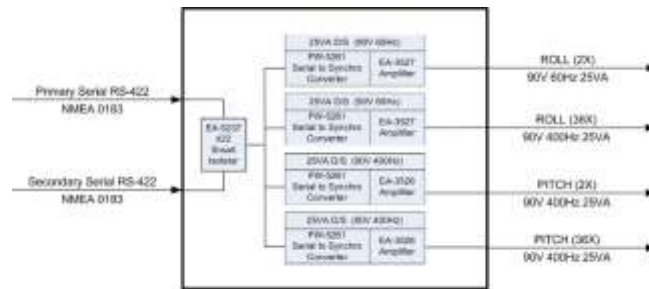 Primary Serial RS-422
NMEA 0183
Secondary Serial RS-422
NMEA 0183
422
Smart
Isolator
25VA D/S (90V 60Hz)
PW-5261
Serial to Synchro
Converter
EA-3527
Amplifier
25VA D/S (90V 60Hz)
PW-5261
Serial to Synchro
Converter
EA-3527
Amplifier
25VA D/S (90V 400Hz)
PW-5261
Serial to Synchro
Converter
EA-3526
Amplifier
25VA D/S (90V 400Hz)
PW-5261
Serial to Synchro
Converter
Amplifier
ROLL (2X)
90V 60Hz 25VA
ROLL (36X)
90V 400Hz 25VA
PITCH (2X)
90V 400Hz 25VA
PITCH (36X)
90V 400Hz 25VA